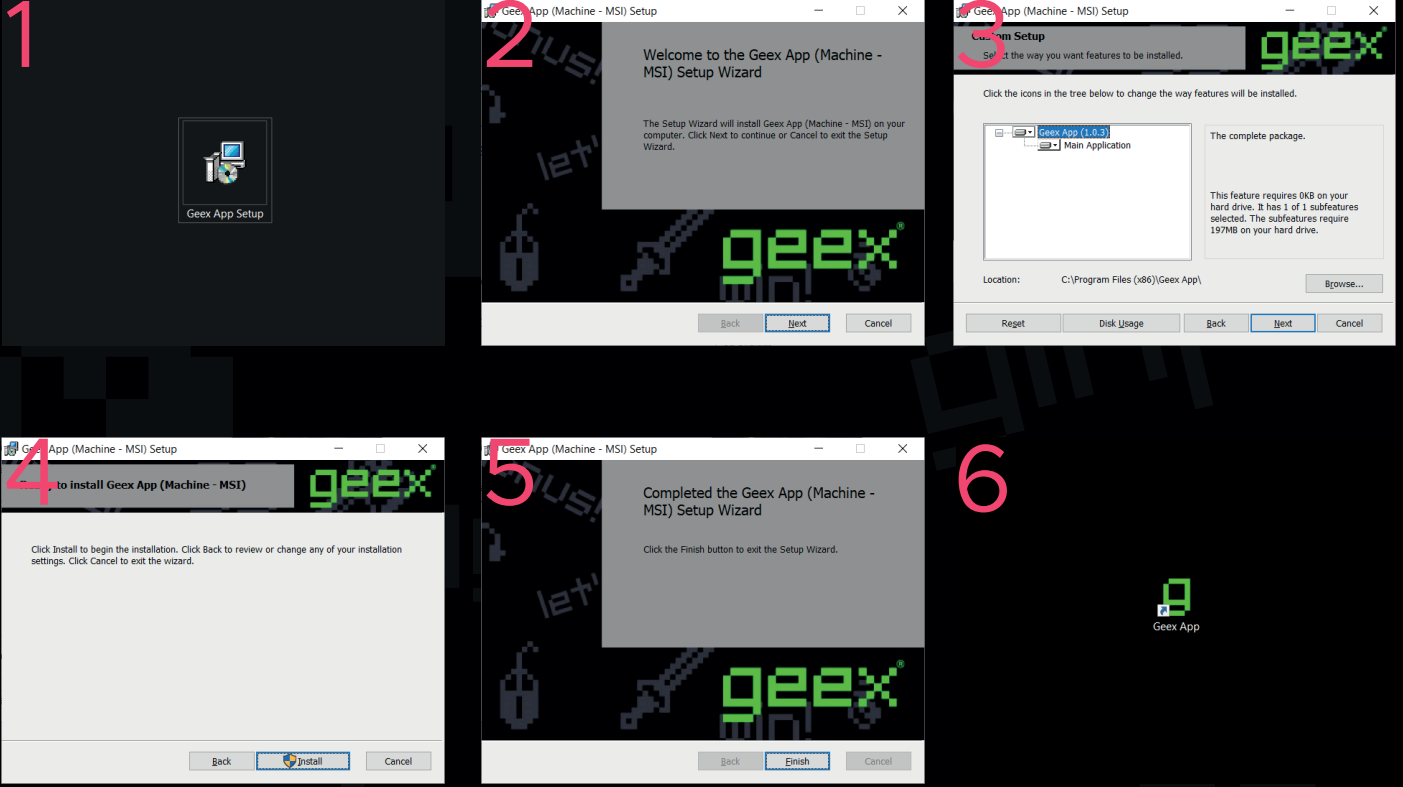 1
Geex App Setup
2
Geex App (Machine - MSI) Setup
Welcome to the Geex App (Machine -
MSI) Setup Wizard
The Setup Wizard will install Geex App (Machine - MSI) on your
computer. Click Next to continue or Cancel to exit the Setup
Wizard.
let'
geex®
Back
Next
Cancel
3
Geex App (Machine - MSI) Setup
Custom Setup
Select the way you want features to be installed.
geex
Click the icons in the tree below to change the way features will be installed.
Geex App (1.0.3)
Main Application
The complete package.
This feature requires 0KB on your
hard drive. It has 1 of 1 subfeatures
selected. The subfeatures require
197MB on your hard drive.
Location:
C:\Program Files (x86)\Geex App\
Browse...
Reset
Disk Usage
Back
Next
Cancel
4
Geex App (Machine - MSI) Setup
Ready to install Geex App (Machine - MSI)
geex
Click Install to begin the installation. Click Back to review or change any of your installation
settings. Click Cancel to exit the wizard.
Back
Install
Cancel
5
Geex App (Machine - MSI) Setup
Completed the Geex App (Machine -
MSI) Setup Wizard
Click the Finish button to exit the Setup Wizard.
let'
geex®
Back
Finish
Cancel
6
g
Geex App